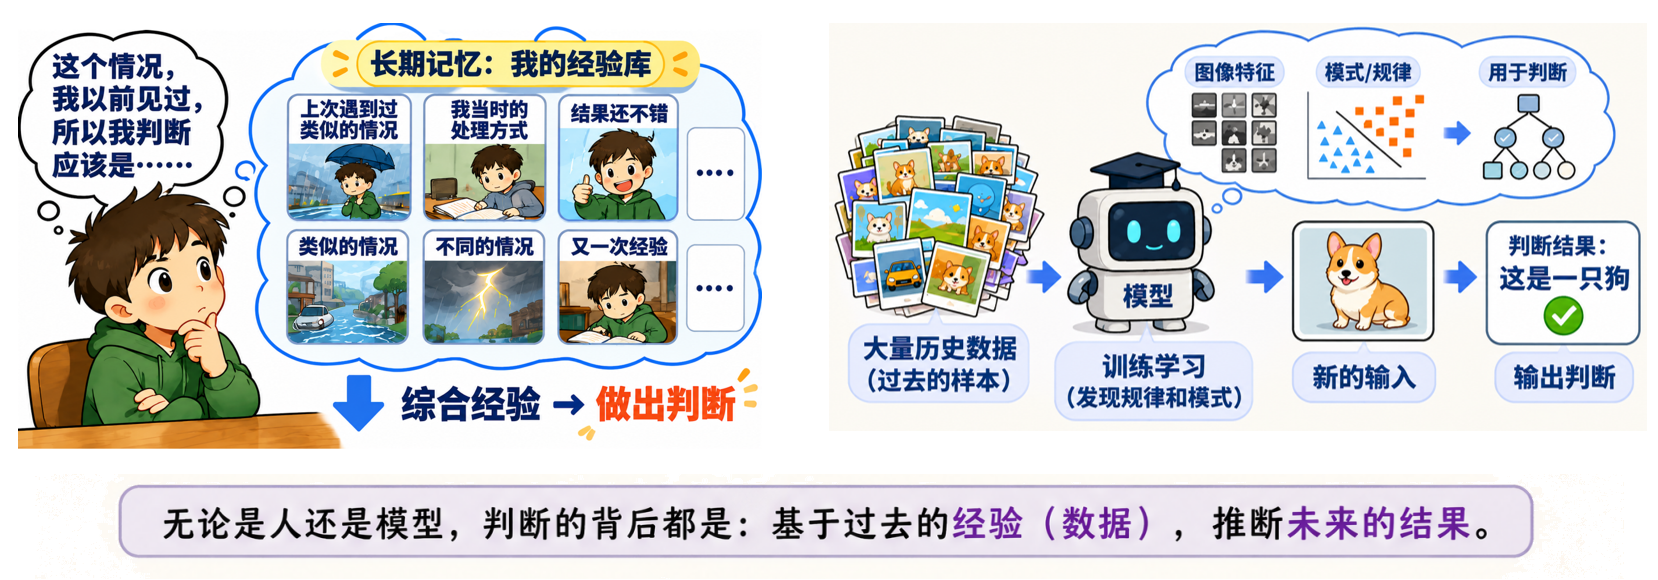 这个情况，
我以前见过，
所以我判断
应该是……
长期记忆：我的经验库
上次遇到过
类似的情况
我当时的
处理方式
结果还不错
....
类似的情况
不同的情况
又一次经验
....
综合经验 → 做出判断
图像特征
模式/规律
用于判断
模型
大量历史数据
（过去的样本）
训练学习
（发现规律和模式）
新的输入
判断结果：
这是一只狗
输出判断
无论是人还是模型，判断的背后都是：基于过去的经验（数据），推断未来的结果。